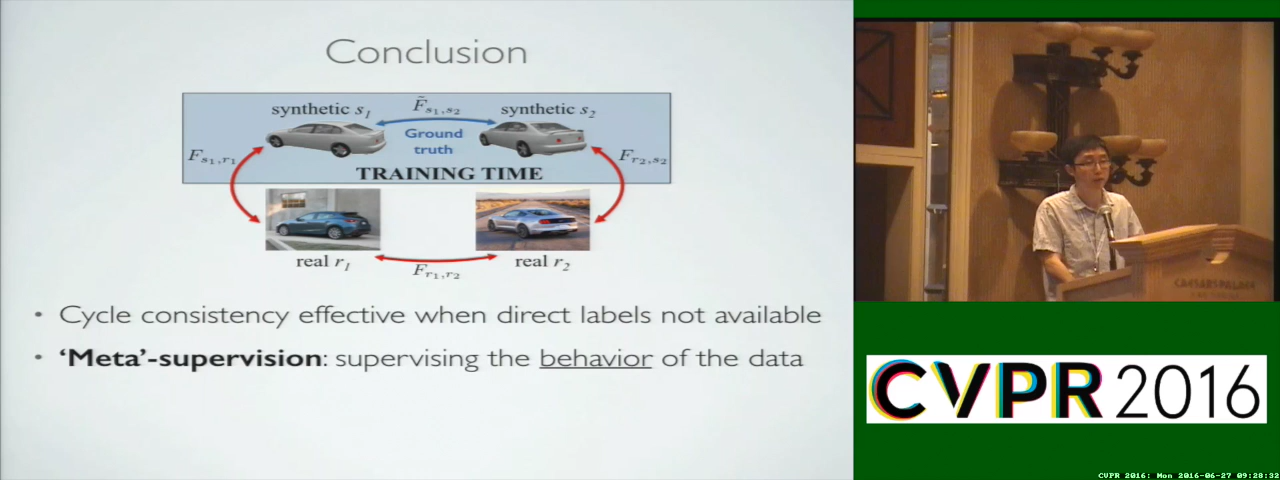 Conclusion
synthetic s1 F̃s1,s2 synthetic s2
Ground
truth
Fs1,r1 Fr2,s2
TRAINING TIME
real r1 real r2
Fr1,r2
• Cycle consistency effective when direct labels not available
• ‘Meta’-supervision: supervising the behavior of the data
CAESARS PALACE
CVPR 2016
CVPR 2016: Mon 2016-06-27 09:28:32